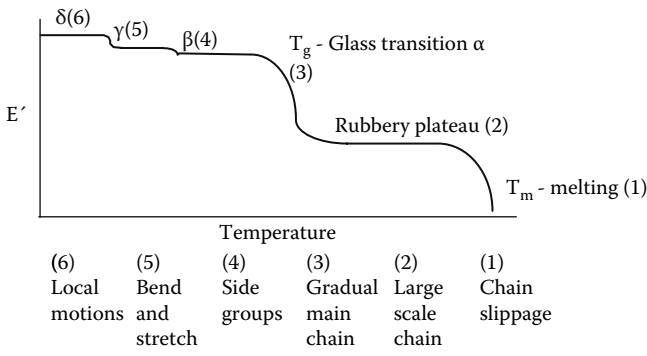 δ(6)
γ(5)
β(4)
T_g - Glass transition α
(3)
E´
Rubbery plateau (2)
T_m - melting (1)
Temperature
(6) (5) (4) (3) (2) (1)
Local Bend Side Gradual Large Chain
motions and groups main scale slippage
stretch chain chain